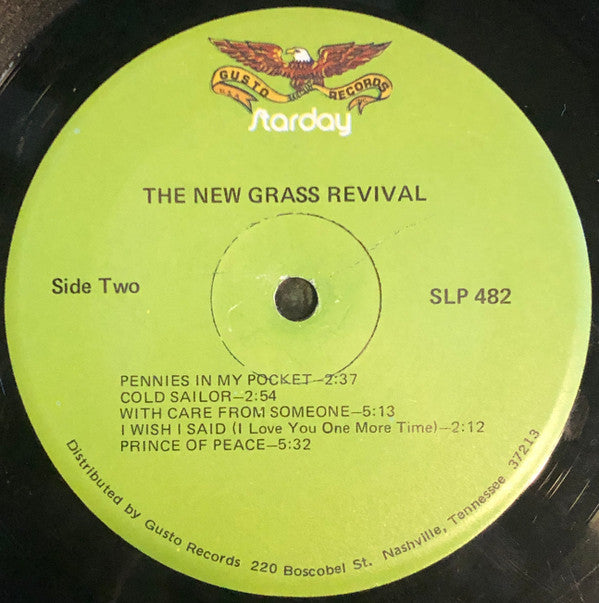 GUSTO RECORDS
U.S.A.
Starday
THE NEW GRASS REVIVAL
Side Two
SLP 482
PENNIES IN MY POCKET—2:37
COLD SAILOR—2:54
WITH CARE FROM SOMEONE—5:13
I WISH I SAID (I Love You One More Time)—2:12
PRINCE OF PEACE—5:32
Distributed by Gusto Records 220 Boscobel St. Nashville, Tennessee 37213